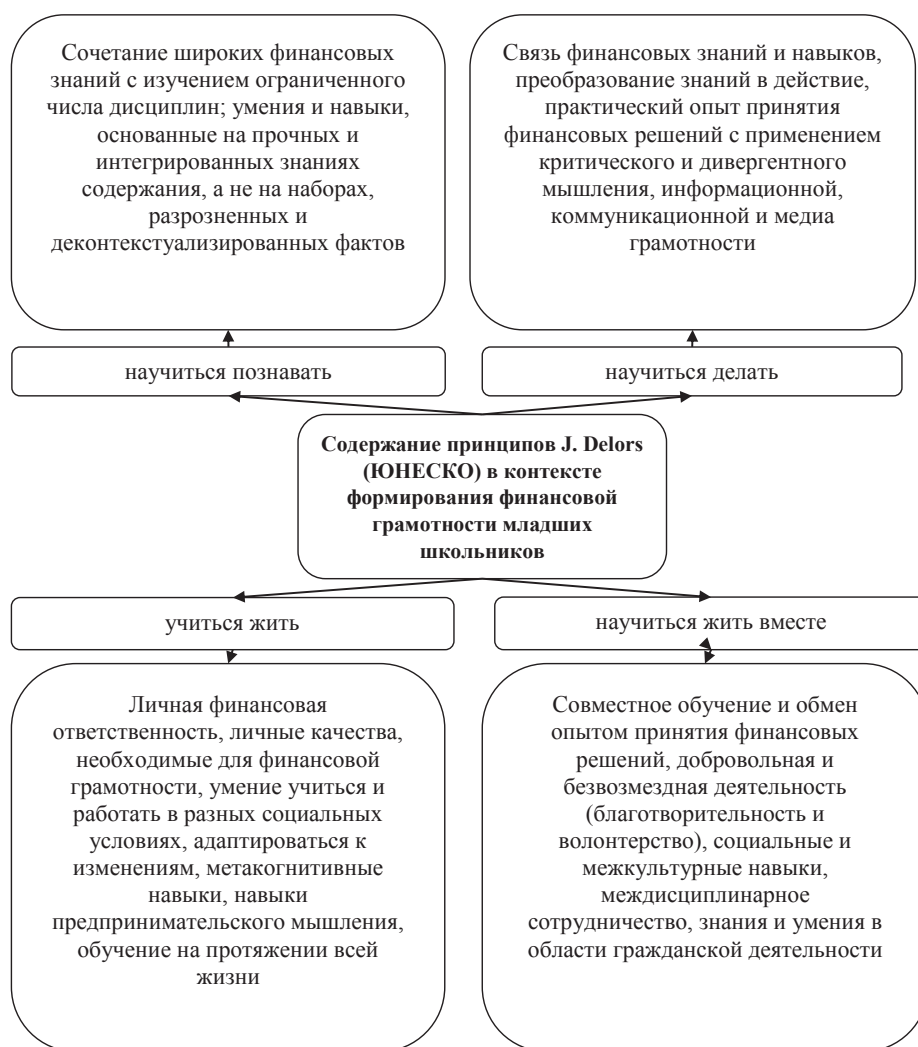 Сочетание широких финансовых
знаний с изучением ограниченного
числа дисциплин; умения и навыки,
основанные на прочных и
интегрированных знаниях
содержания, а не на наборах,
разрозненных и
деконтекстуализированных фактов
Связь финансовых знаний и навыков,
преобразование знаний в действие,
практический опыт принятия
финансовых решений с применением
критического и дивергентного
мышления, информационной,
коммуникационной и медиа
грамотности
научиться познавать
научиться делать
Содержание принципов J. Delors
(ЮНЕСКО) в контексте
формирования финансовой
грамотности младших
школьников
учиться жить
научиться жить вместе
Личная финансовая
ответственность, личные качества,
необходимые для финансовой
грамотности, умение учиться и
работать в разных социальных
условиях, адаптироваться к
изменениям, метакогнитивные
навыки, навыки
предпринимательского мышления,
обучение на протяжении всей
жизни
Совместное обучение и обмен
опытом принятия финансовых
решений, добровольная и
безвозмездная деятельность
(благотворительность и
волонтерство), социальные и
межкультурные навыки,
междисциплинарное
сотрудничество, знания и умения в
области гражданской деятельности